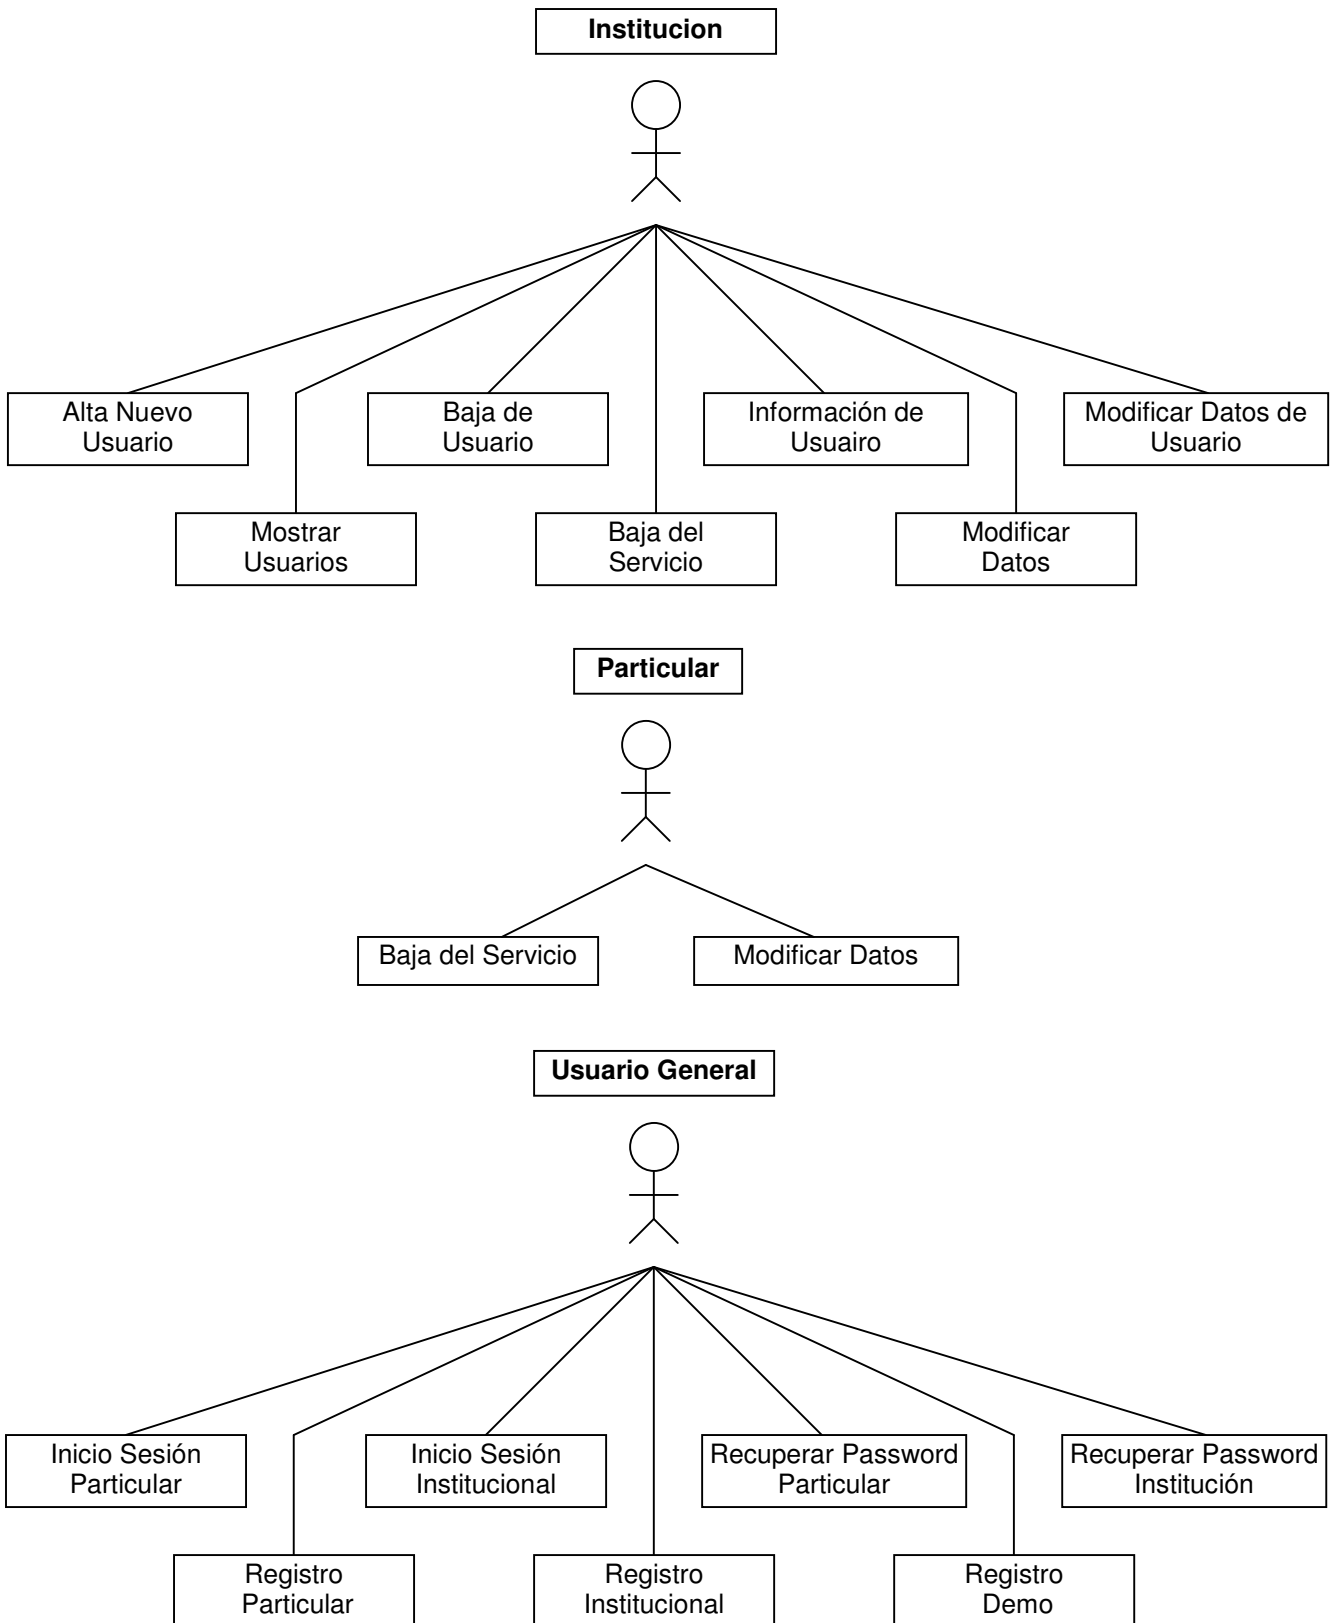 Institucion
Alta Nuevo
Usuario
Baja de
Usuario
Información de
Usuairo
Modificar Datos de
Usuario
Mostrar
Usuarios
Baja del
Servicio
Modificar
Datos
Particular
Baja del Servicio
Modificar Datos
Usuario General
Inicio Sesión
Particular
Inicio Sesión
Institucional
Recuperar Password
Particular
Recuperar Password
Institución
Registro
Particular
Registro
Institucional
Registro
Demo